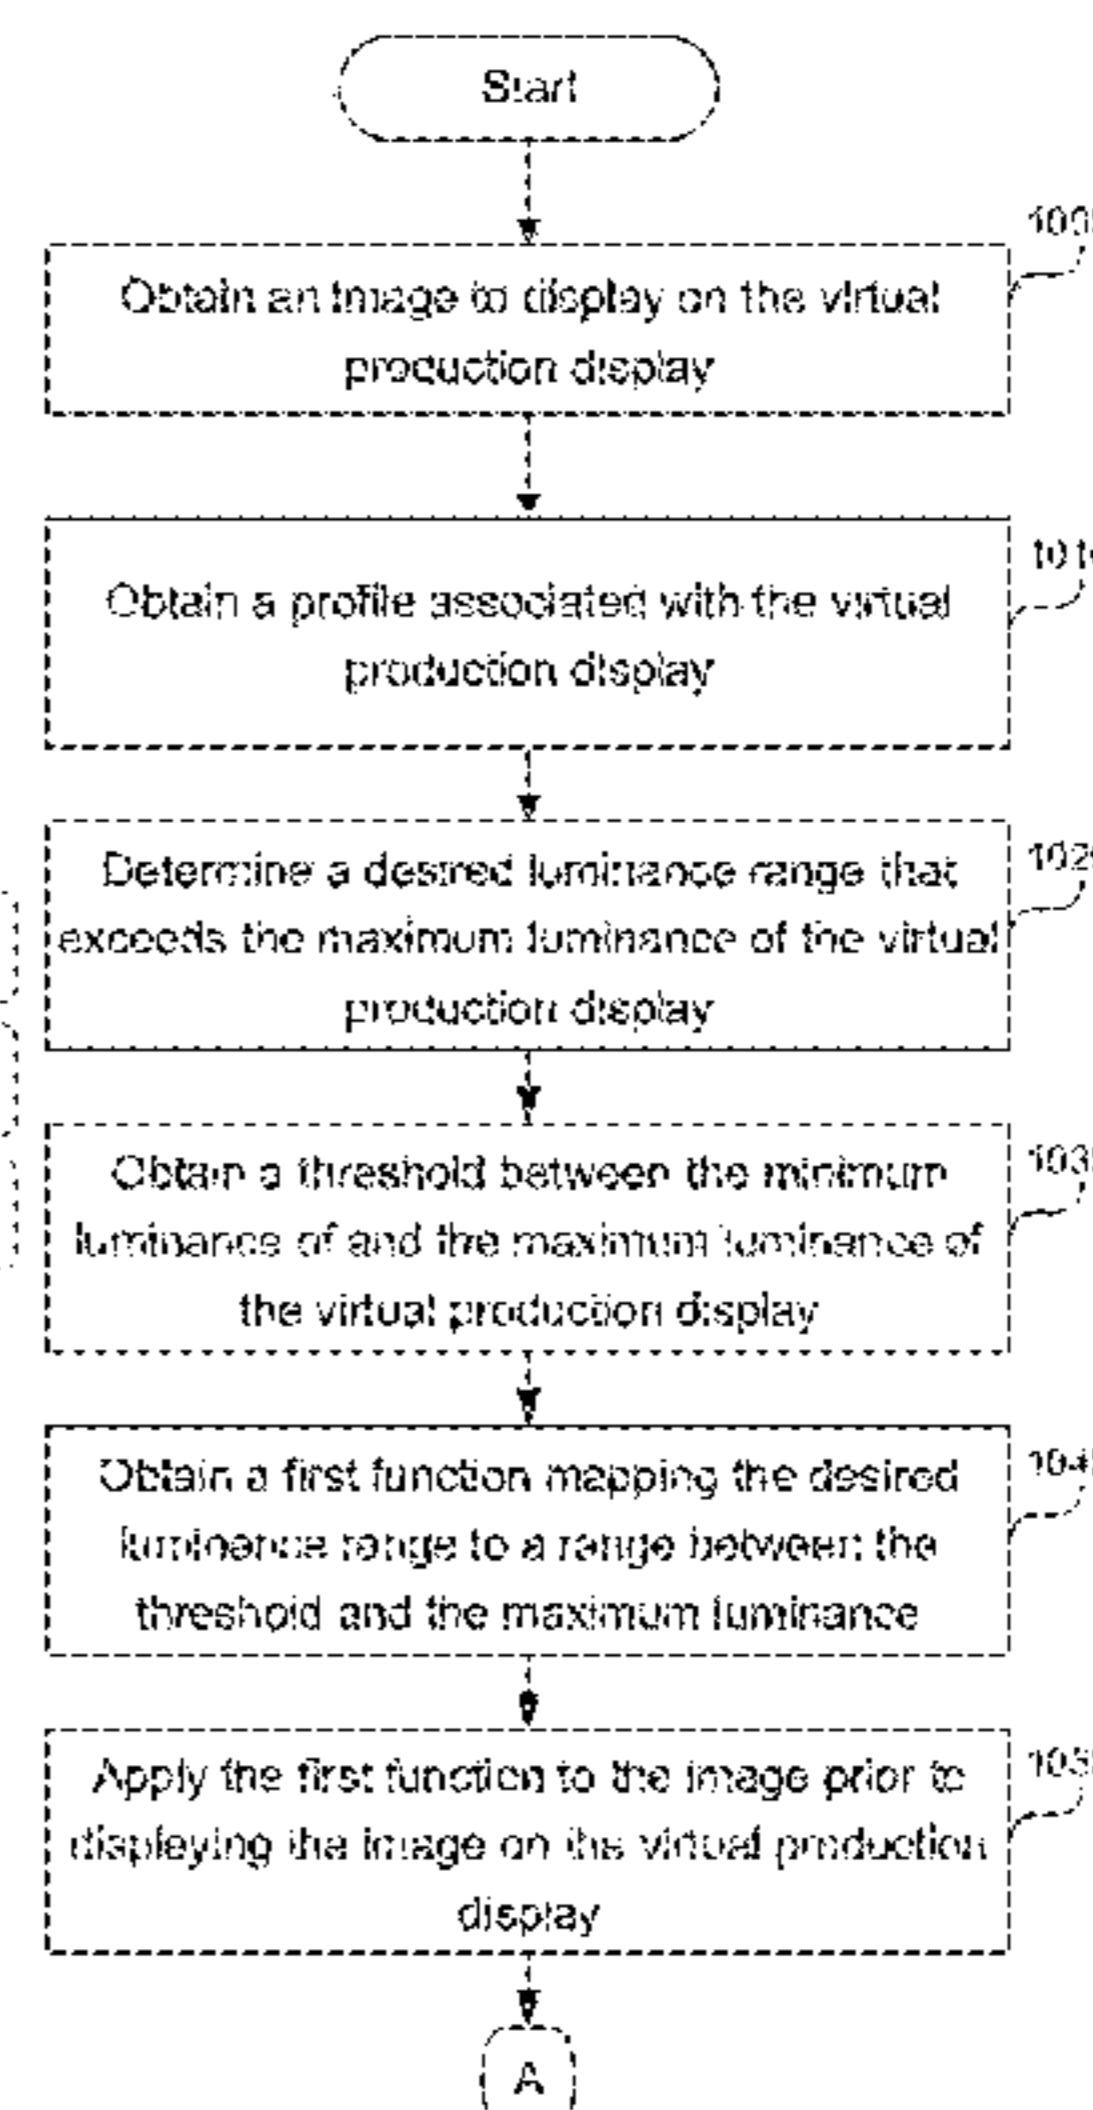 Start
Obtain an image to display on the virtual
production display
Obtain a profile associated with the virtual
production display
Determine a desired luminance range that
exceeds the maximum luminance of the virtual
production display
Obtain a threshold between the minimum
luminance of and the maximum luminance of
the virtual production display
Obtain a first function mapping the desired
luminance range to a range between the
threshold and the maximum luminance
Apply the first function to the image prior to
displaying the image on the virtual production
display
A